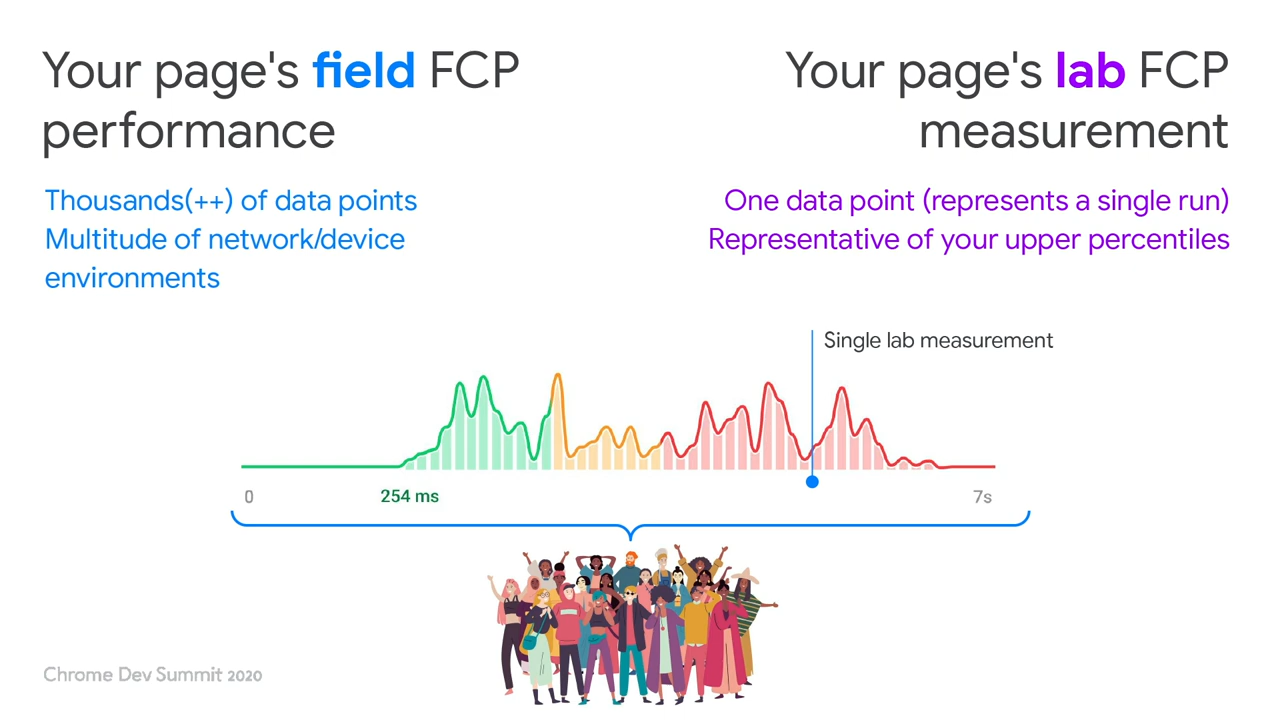 Your page's field FCP
performance
Thousands(++) of data points
Multitude of network/device
environments
Your page's lab FCP
measurement
One data point (represents a single run)
Representative of your upper percentiles
Single lab measurement
0
254 ms
7s
Chrome Dev Summit 2020